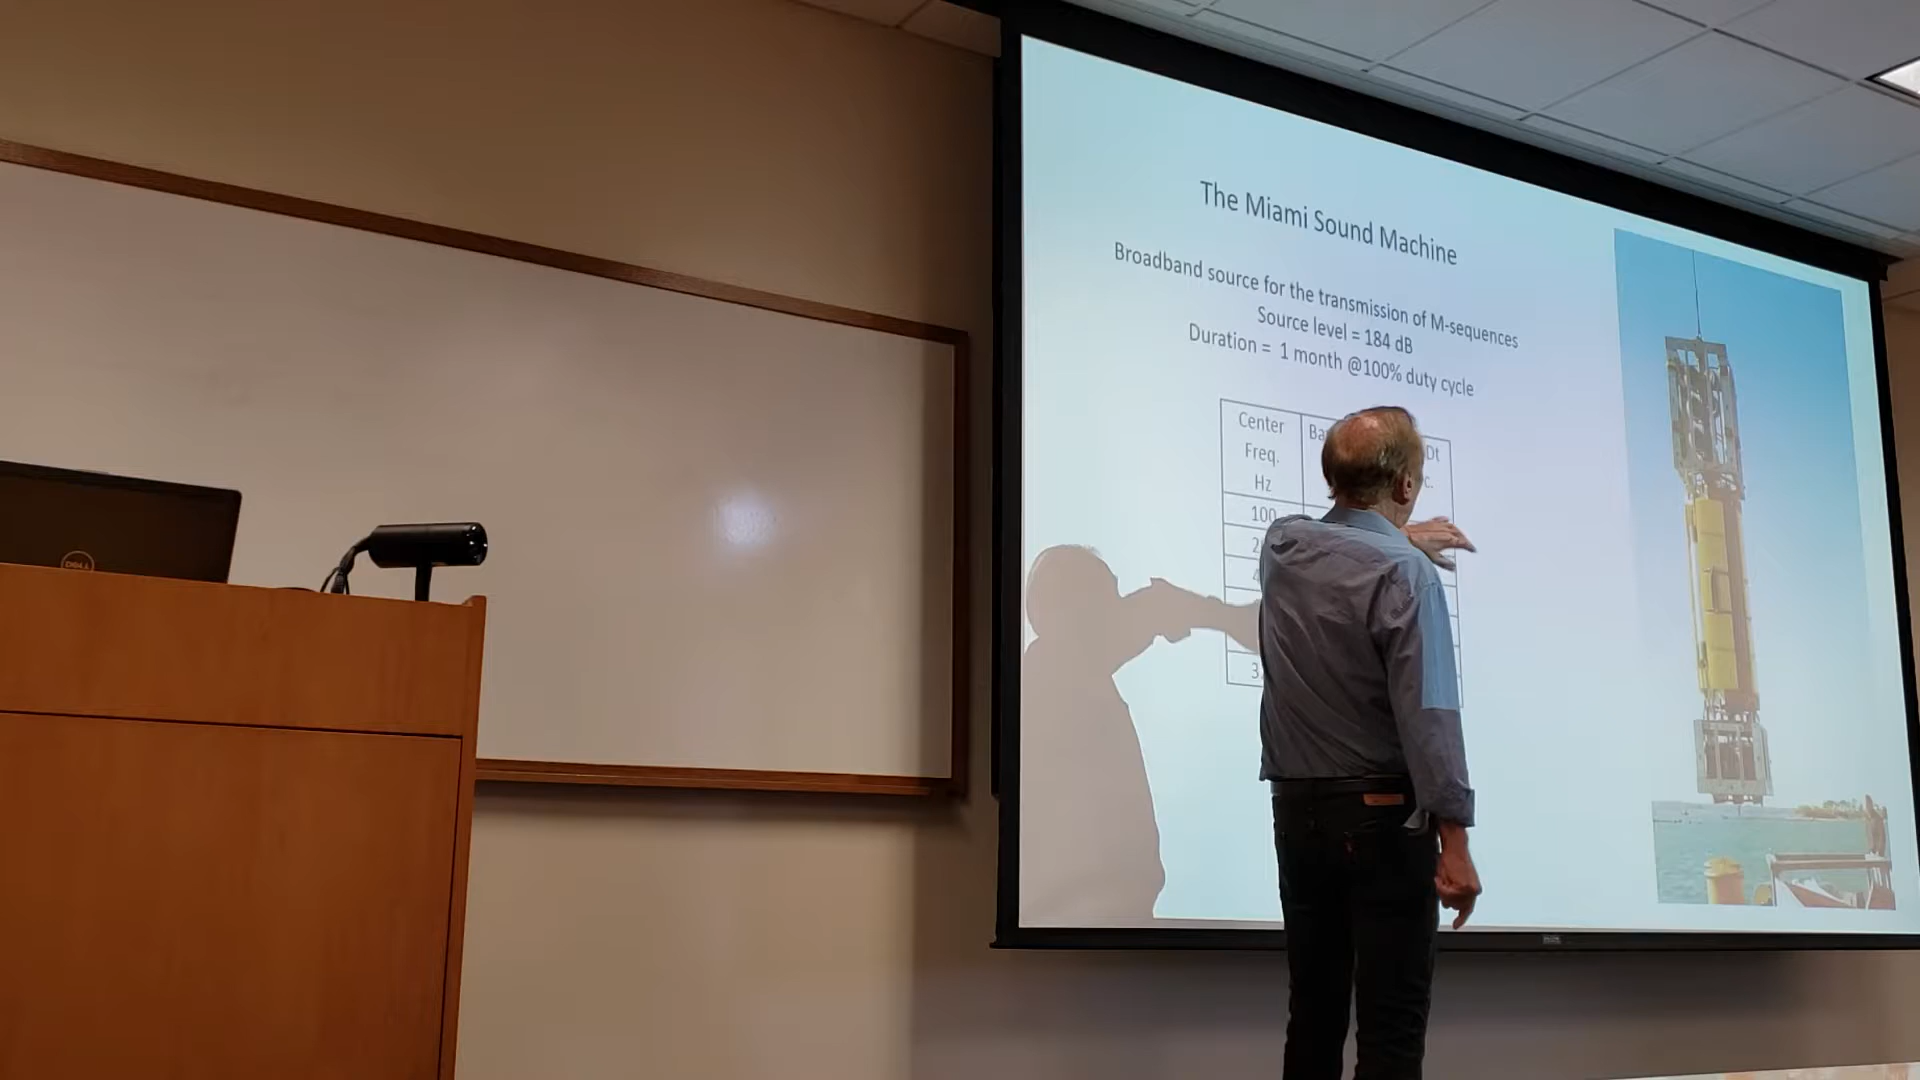 The Miami Sound Machine
Broadband source for the transmission of M-sequences
Source level = 184 dB
Duration = 1 month @100% duty cycle
Center
Freq.
Hz
100
DELL